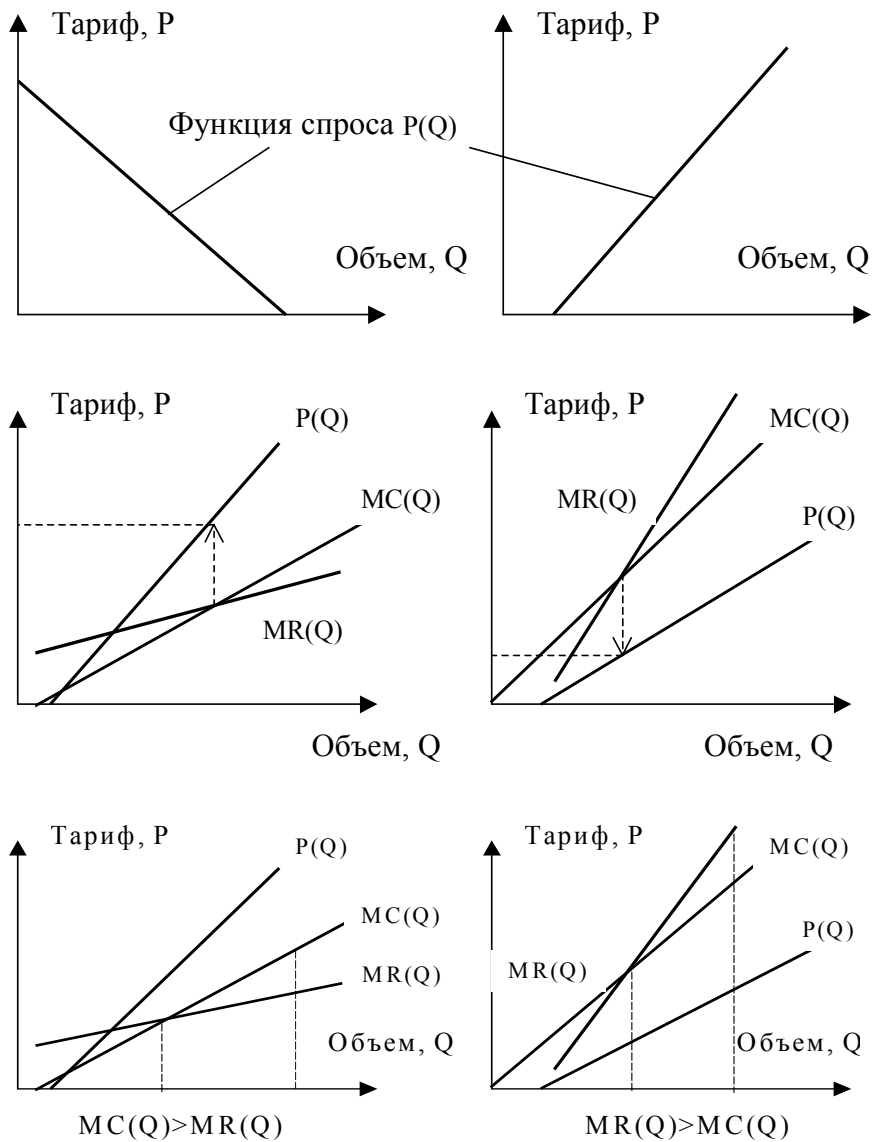 Тариф, P
Тариф, P
Функция спроса P(Q)
Объем, Q
Объем, Q
Тариф, P
Тариф, P
P(Q)
MC(Q)
MR(Q)
MC(Q)
MR(Q)
P(Q)
Объем, Q
Объем, Q
Тариф, P
Тариф, P
P(Q)
MC(Q)
MR(Q)
MC(Q)
P(Q)
MR(Q)
Объем, Q
Объем, Q
MC(Q)>MR(Q)
MR(Q)>MC(Q)